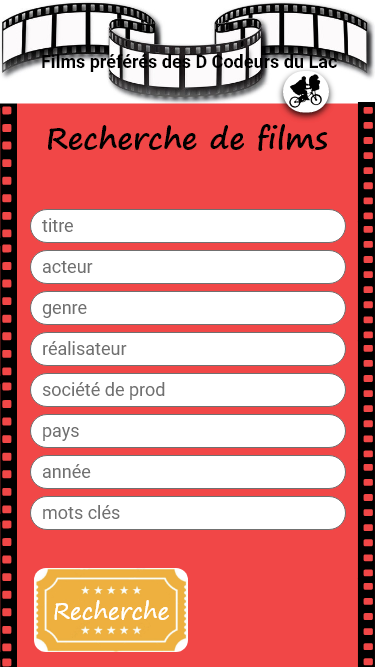 Films préférés des D Codeurs du Lac
Recherche de films
titre
acteur
genre
réalisateur
société de prod
pays
année
mots clés
Recherche